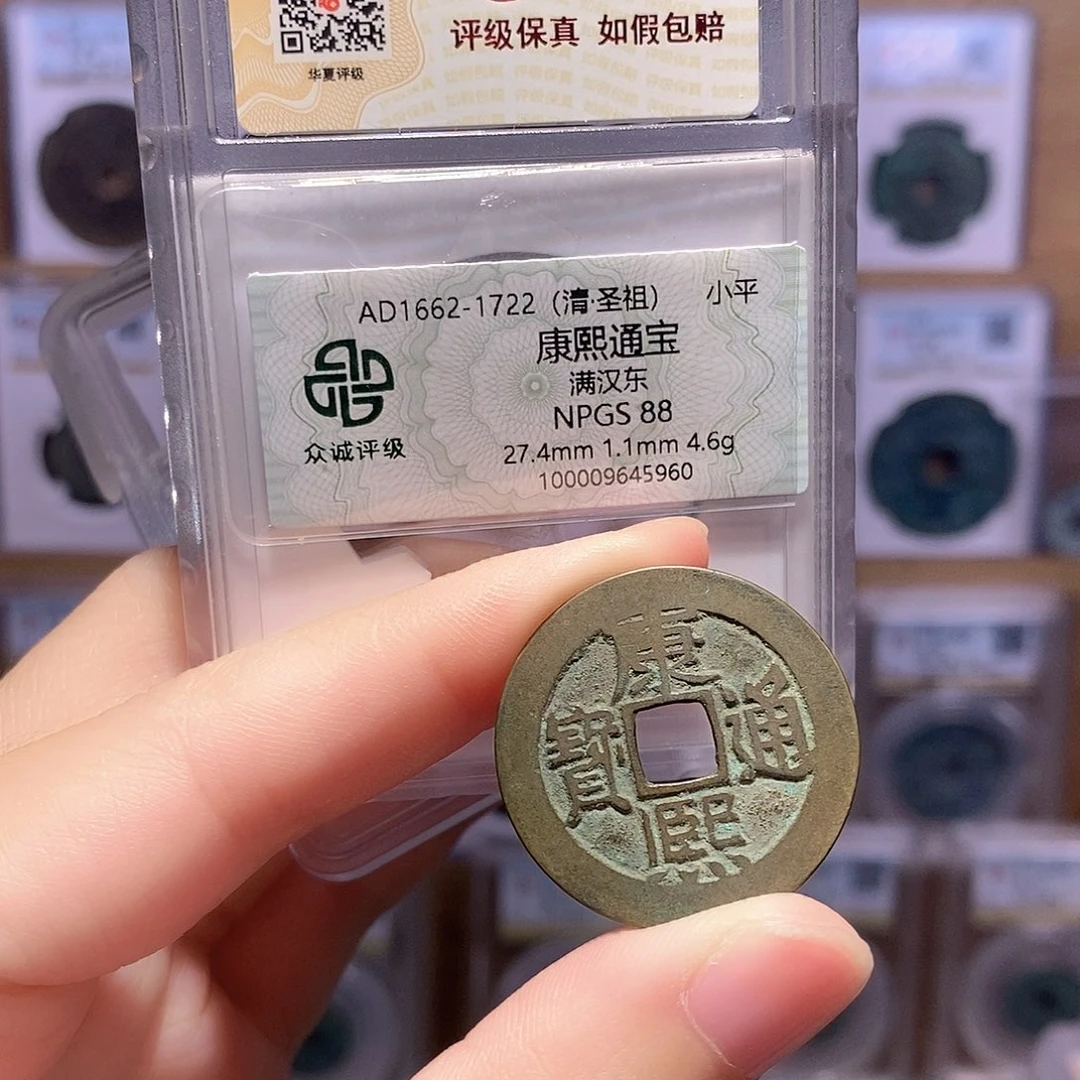 华夏评级
评级保真 如假包赔
AD1662-1722（清·圣祖） 小平
康熙通宝
满汉东
NPGS 88
27.4mm 1.1mm 4.6g
100009645960
众诚评级
康
寶 通
熙